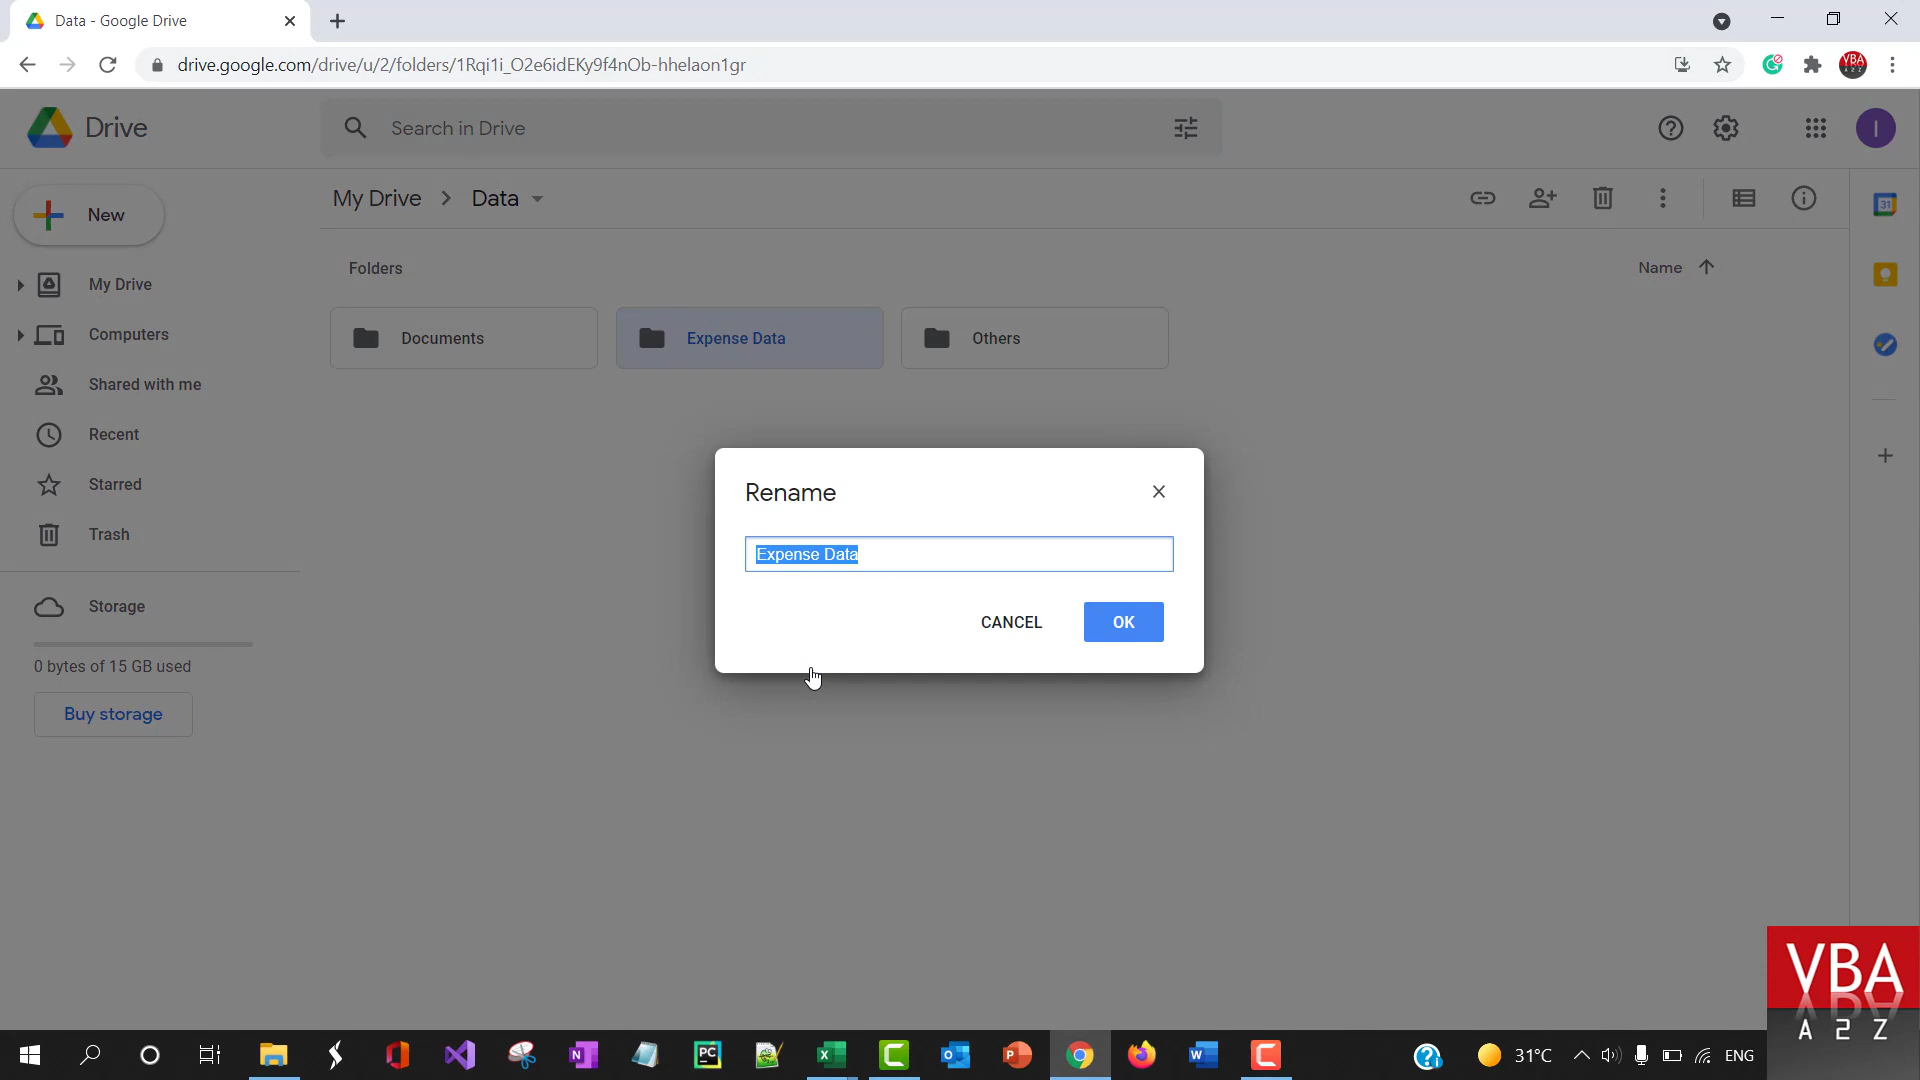 Data - Google Drive
drive.google.com/drive/u/2/folders/1Rqi1i_O2e6idEKy9f4nOb-hhelaon1gr
VBA
Drive
Search in Drive
I
New
My Drive > Data
31
Folders
Name
My Drive
Computers
Shared with me
Recent
Starred
Trash
Documents
Expense Data
Others
Rename
Expense Data
CANCEL
OK
Storage
0 bytes of 15 GB used
Buy storage
VBA
A 2 Z
31°C
ENG